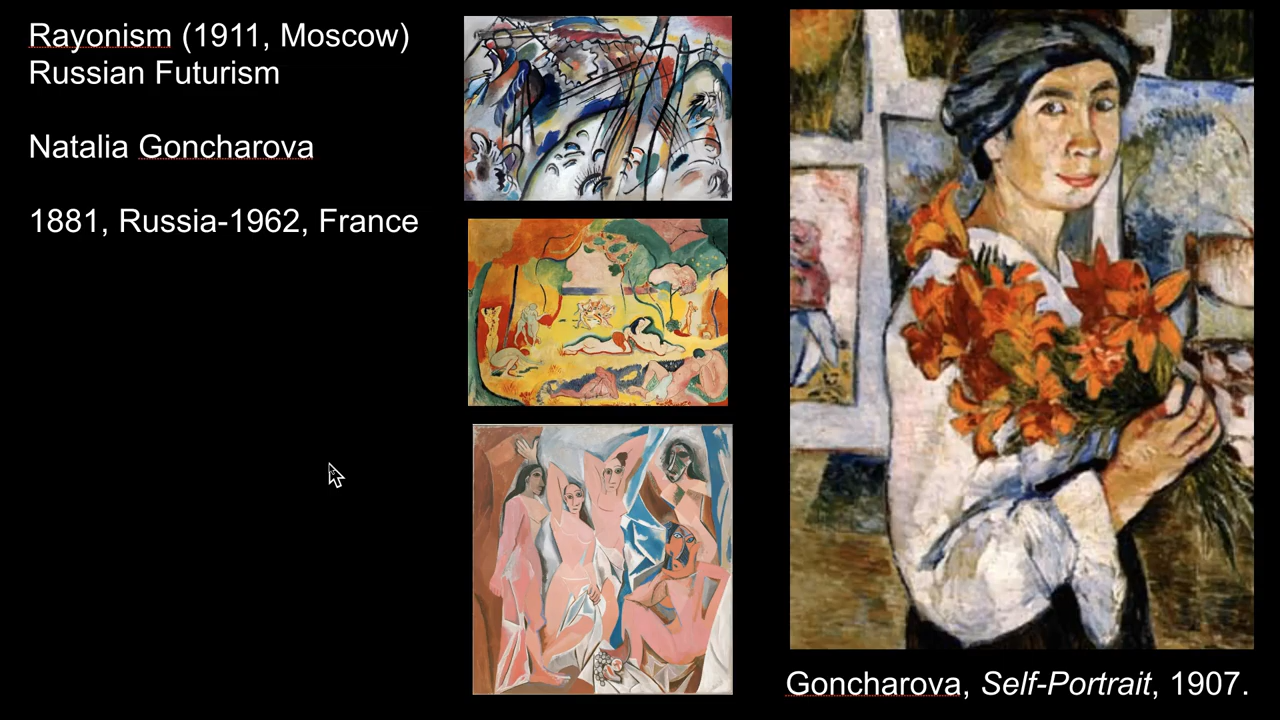 Rayonism (1911, Moscow)
Russian Futurism
Natalia Goncharova
1881, Russia-1962, France
Goncharova, Self-Portrait, 1907.